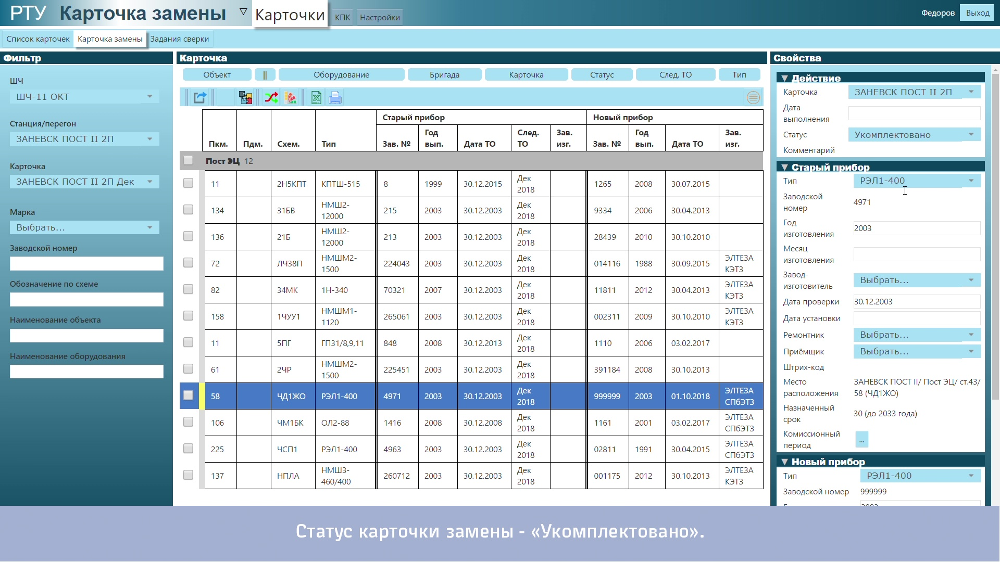 РТУ Карточка замены ▽ Карточки КПК Настройки Федоров Выход
Список карточек Карточка замены Задания сверки
Фильтр
ШЧ
ШЧ-11 ОКТ
Станция/перегон
ЗАНЕВСК ПОСТ II 2П
Карточка
ЗАНЕВСК ПОСТ II 2П Дек
Марка
Выбрать...
Заводской номер
Обозначение по схеме
Наименование объекта
Наименование оборудования
Карточка
Объект || Оборудование Бригада Карточка Статус След. ТО Тип
Старый прибор Новый прибор
Пкм. Пдм. Схем. Тип Зав. № Год вып. Дата ТО След. ТО Зав. изг. Зав. № Год вып. Дата ТО Зав. изг.
Пост ЭЦ 12
11 2Н5КПТ КПТШ-515 8 1999 30.12.2015 Дек 2018 1265 2008 30.07.2015
134 31БВ НМШ2-12000 215 2003 30.12.2003 Дек 2018 9334 2006 30.04.2013
136 21Б НМШ2-12000 213 2003 30.12.2003 Дек 2018 28439 2010 30.10.2010
72 ЛЧ38П НМШМ2-1500 224043 2003 30.12.2003 Дек 2018 014116 1988 30.09.2015 ЭЛТЕЗА КЭТЗ
82 34МК 1Н-340 70321 2007 30.12.2003 Дек 2018 11811 2012 30.04.2013 ЭЛТЕЗА КЭТЗ
158 1ЧУУ1 НМШМ1-1120 265061 2003 30.12.2003 Дек 2018 002311 2009 30.10.2010 ЭЛТЕЗА КЭТЗ
11 5ПГ ГП31/8,9,11 848 2008 30.12.2013 Дек 2018 1110 2006 03.02.2017
61 2ЧР НМШМ2-1500 225451 2003 30.12.2003 Дек 2018 391184 2008 30.10.2013
58 ЧД1ЖО РЭЛ1-400 4971 2003 30.12.2003 Дек 2018 999999 2003 01.10.2018 ЭЛТЕЗА СПбЭТЗ
106 ЧМ1БК ОЛ2-88 1416 2008 30.12.2008 Дек 2018 1161 2001 03.02.2017 ЭЛТЕЗА СПбЭТЗ
225 ЧСП1 РЭЛ1-400 4963 2003 30.12.2003 Дек 2018 02811 1991 30.04.2015 ЭЛТЕЗА СПбЭТЗ
137 НПЛА НМШ3-460/400 260712 2003 30.12.2003 Дек 2018 001175 2012 30.10.2013 ЭЛТЕЗА КЭТЗ
Свойства
▼ Действие
Карточка ЗАНЕВСК ПОСТ II 2П
Дата выполнения
Статус Укомплектовано
Комментарий
▼ Старый прибор
Тип РЭЛ1-400
Заводской номер 4971
Год изготовления 2003
Месяц изготовления
Завод-изготовитель Выбрать...
Дата проверки 30.12.2003
Дата установки
Ремонтник Выбрать...
Приёмщик Выбрать...
Штрих-код
Место расположения ЗАНЕВСК ПОСТ II/ Пост ЭЦ/ ст.43/ 58 (ЧД1ЖО)
Назначенный срок 30 (до 2033 года)
Комиссионный период ...
▼ Новый прибор
Тип РЭЛ1-400
Заводской номер 999999
Статус карточки замены - «Укомплектовано».